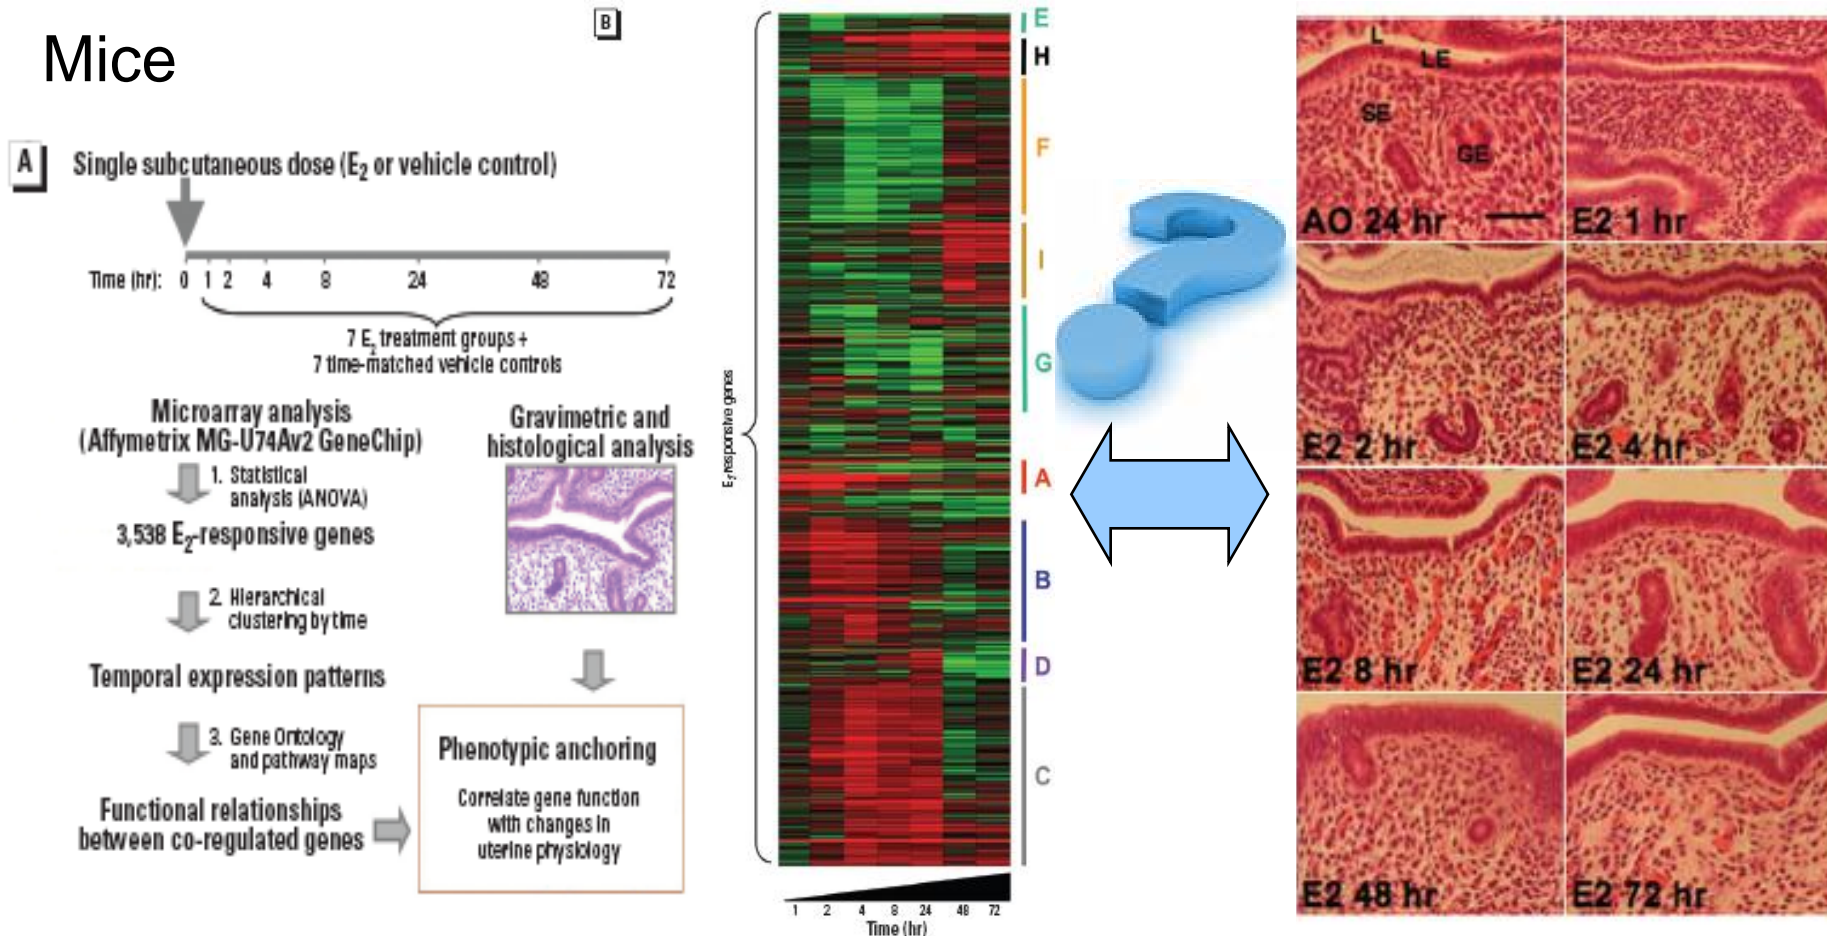 Mice
A
Single subcutaneous dose (E2 or vehicle control)
Time (hr): 0 1 2 4 8 24 48 72
7 E2 treatment groups +
7 time-matched vehicle controls
Microarray analysis
(Affymetrix MG-U74Av2 GeneChip)
1. Statistical
analysis (ANOVA)
3,538 E2-responsive genes
2. Hierarchical
clustering by time
Temporal expression patterns
3. Gene Ontology
and pathway maps
Functional relationships
between co-regulated genes
Gravimetric and
histological analysis
Phenotypic anchoring
Correlate gene function
with changes in
uterine physiology
B
E2-responsive genes
E
H
F
I
G
A
B
D
C
1 2 4 8 24 48 72
Time (hr)
?
L
LE
SE
GE
AO 24 hr
E2 1 hr
E2 2 hr
E2 4 hr
E2 8 hr
E2 24 hr
E2 48 hr
E2 72 hr